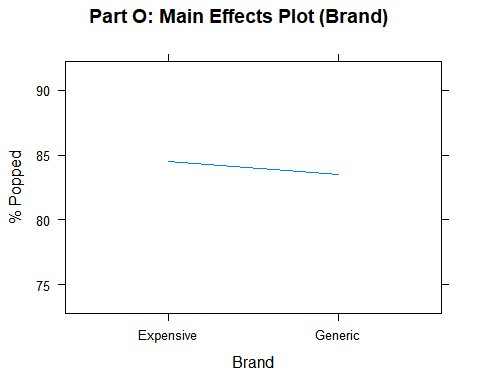 Part O: Main Effects Plot (Brand)
% Popped
90
85
80
75
Expensive
Generic
Brand